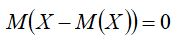 M(X − M(X)) = 0